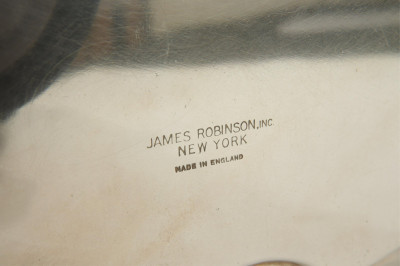 JAMES ROBINSON, INC
NEW YORK
MADE IN ENGLAND